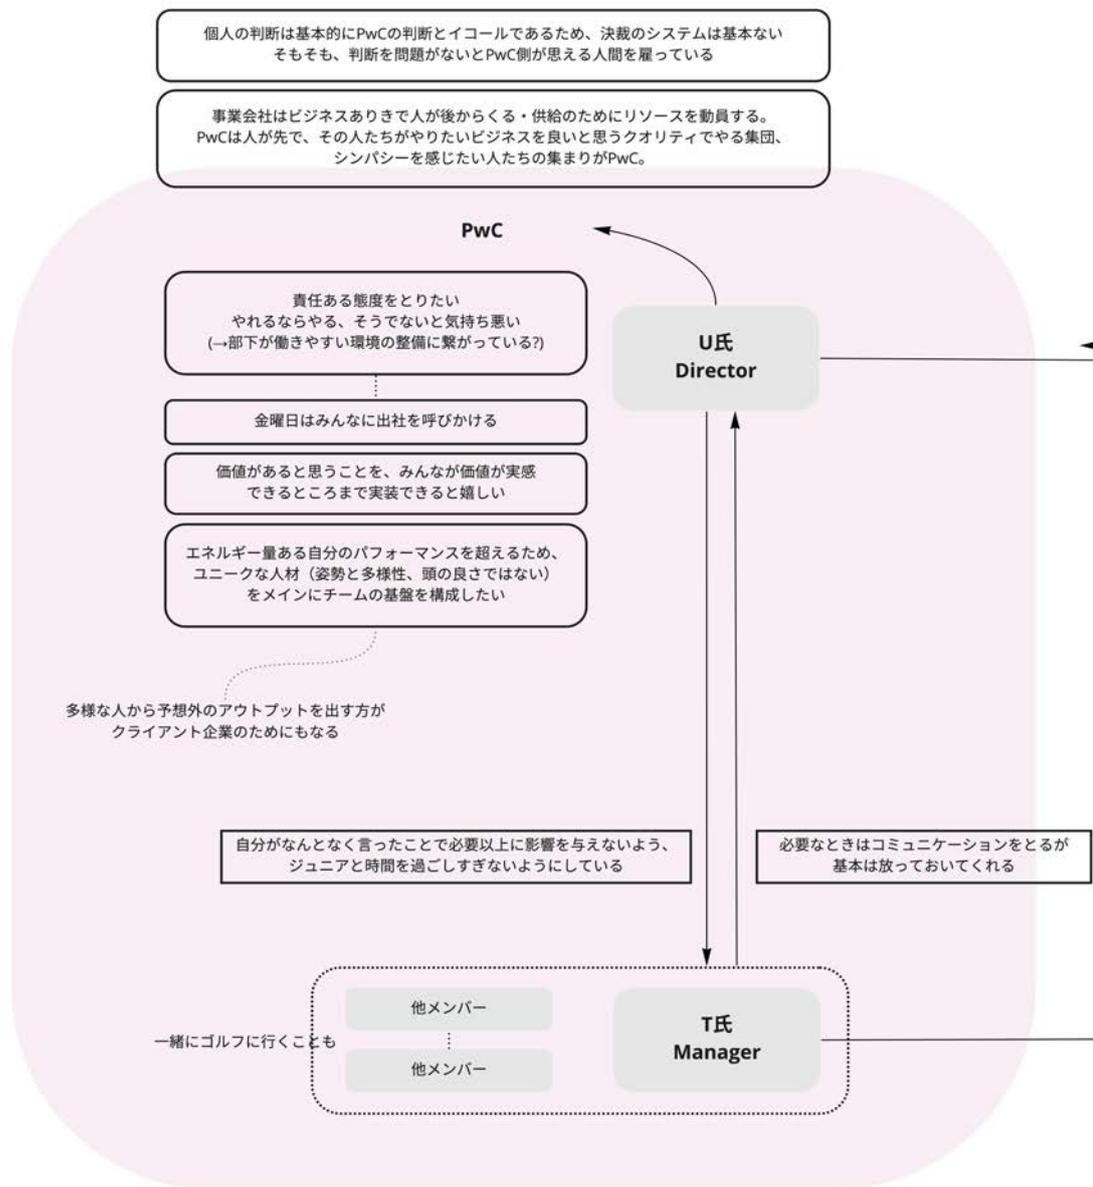 個人の判断は基本的にPwCの判断とイコールであるため、決裁のシステムは基本ない
そもそも、判断を問題がないとPwC側が思える人間を雇っている
事業会社はビジネスありきで人が後からくる・供給のためにリソースを動員する。
PwCは人が先で、その人たちがやりたいビジネスを良いと思うクオリティでやる集団、
シンパシーを感じたい人たちの集まりがPwC。
PwC
責任ある態度をとりたい
やれるならやる、そうでないと気持ち悪い
(→部下が働きやすい環境の整備に繋がっている?)
U氏
Director
金曜日はみんなに出社を呼びかける
価値があると思うことを、みんなが価値が実感
できるところまで実装できると嬉しい
エネルギー量ある自分のパフォーマンスを超えるため、
ユニークな人材（姿勢と多様性、頭の良さではない）
をメインにチームの基盤を構成したい
多様な人から予想外のアウトプットを出す方が
クライアント企業のためにもなる
自分がなんとなく言ったことで必要以上に影響を与えないよう、
ジュニアと時間を過ごしすぎないようにしている
必要なときはコミュニケーションをとるが
基本は放っておいてくれる
他メンバー
一緒にゴルフに行くことも
他メンバー
T氏
Manager